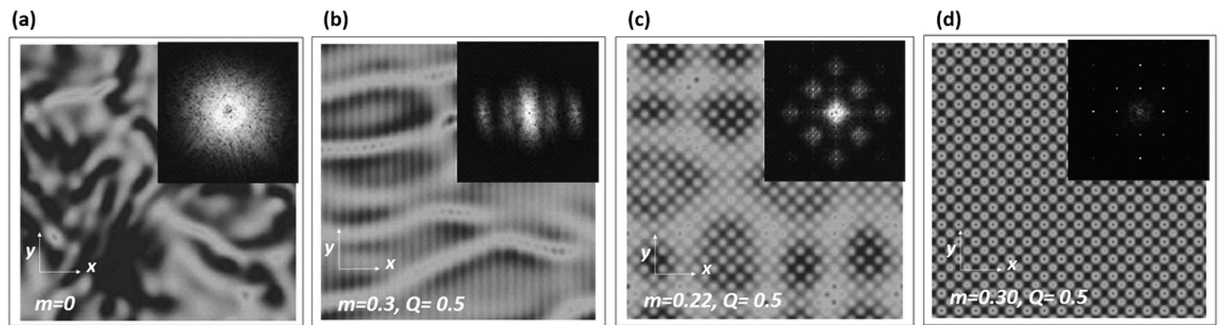 (a)
(b)
(c)
(d)
y
x
m=0
y
x
m=0.3, Q= 0.5
y
x
m=0.22, Q= 0.5
y
x
m=0.30, Q= 0.5